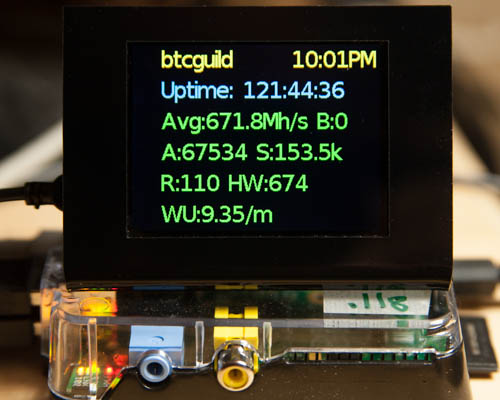 btcguild 10:01PM
Uptime: 121:44:36
Avg:671.8Mh/s B:0
A:67534 S:153.5k
R:110 HW:674
WU:9.35/m